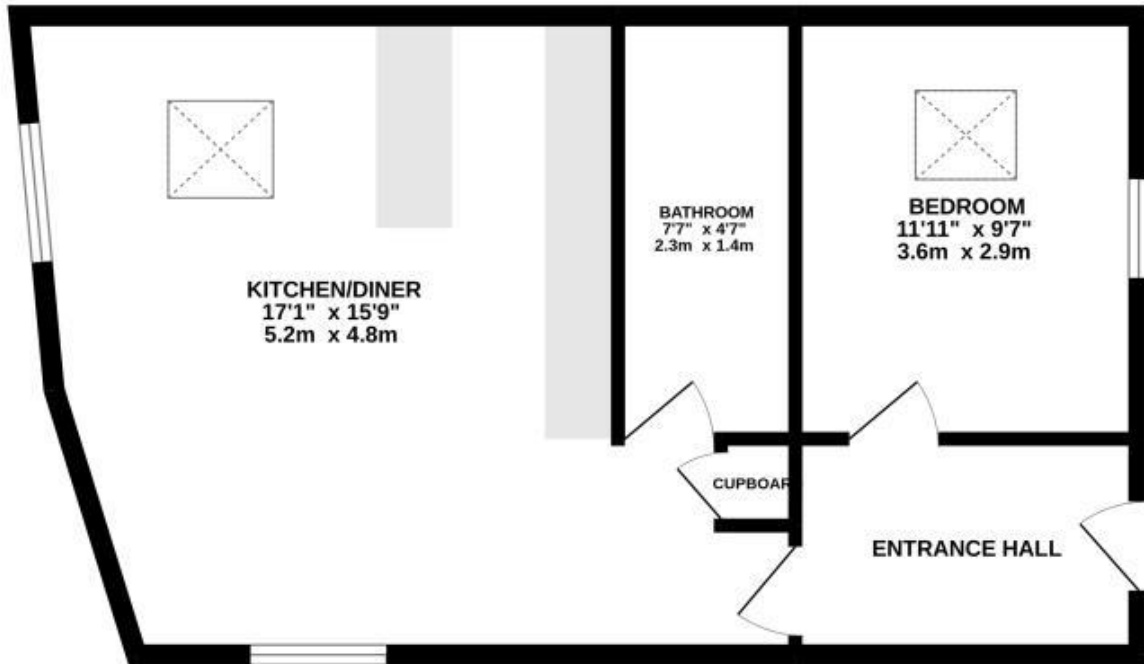 KITCHEN/DINER
17'1" x 15'9"
5.2m x 4.8m
BATHROOM
7'7" x 4'7"
2.3m x 1.4m
BEDROOM
11'11" x 9'7"
3.6m x 2.9m
CUPBOAR
ENTRANCE HALL